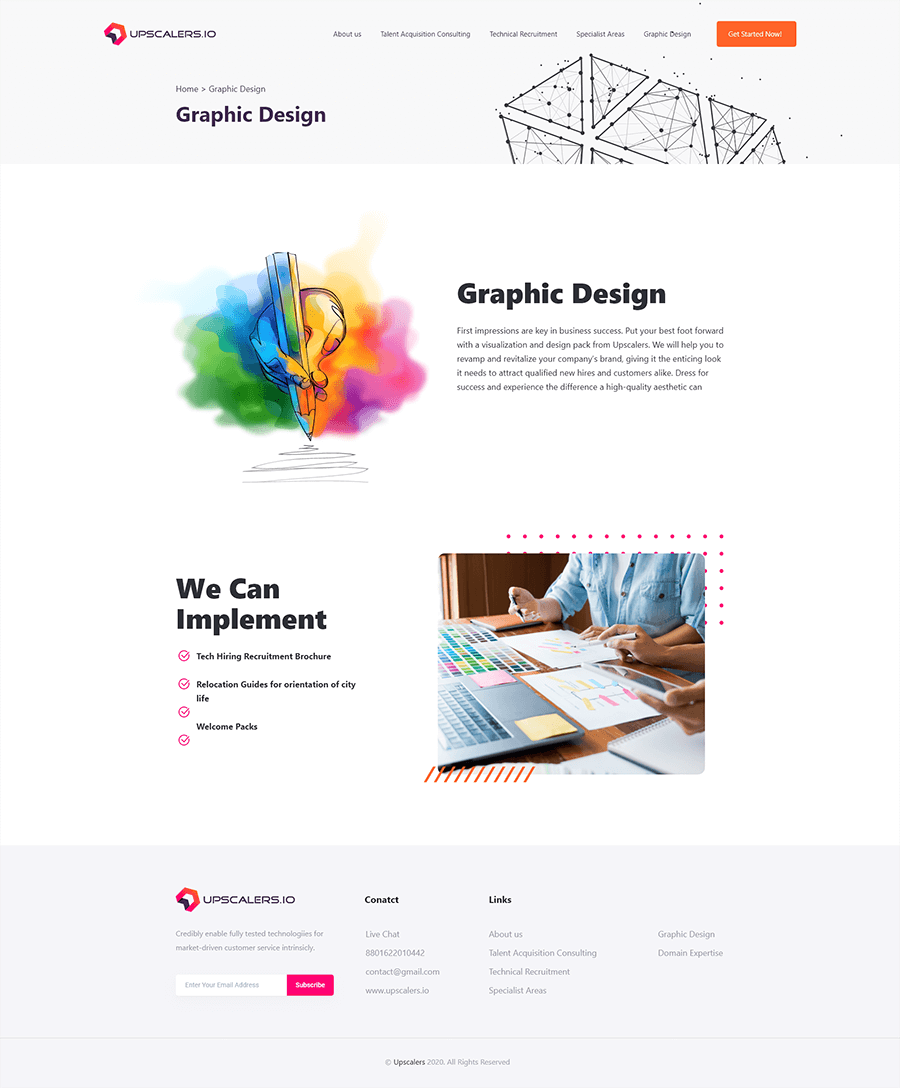 UPSCALERS.IO
About us
Talent Acquisition Consulting
Technical Recruitment
Specialist Areas
Graphic Design
Get Started Now!
Home > Graphic Design
Graphic Design
Graphic Design
First impressions are key in business success. Put your best foot forward
with a visualization and design pack from Upscalers. We will help you to
revamp and revitalize your company's brand, giving it the enticing look
it needs to attract qualified new hires and customers alike. Dress for
success and experience the difference a high-quality aesthetic can
We Can
Implement
Tech Hiring Recruitment Brochure
Relocation Guides for orientation of city
life
Welcome Packs
UPSCALERS.IO
Credibly enable fully tested technologiies for
market-driven customer service intrinsicly.
Enter Your Email Address
Subscribe
Conatct
Live Chat
8801622010442
contact@gmail.com
www.upscalers.io
Links
About us
Talent Acquisition Consulting
Technical Recruitment
Specialist Areas
Graphic Design
Domain Expertise
© Upscalers 2020. All Rights Reserved